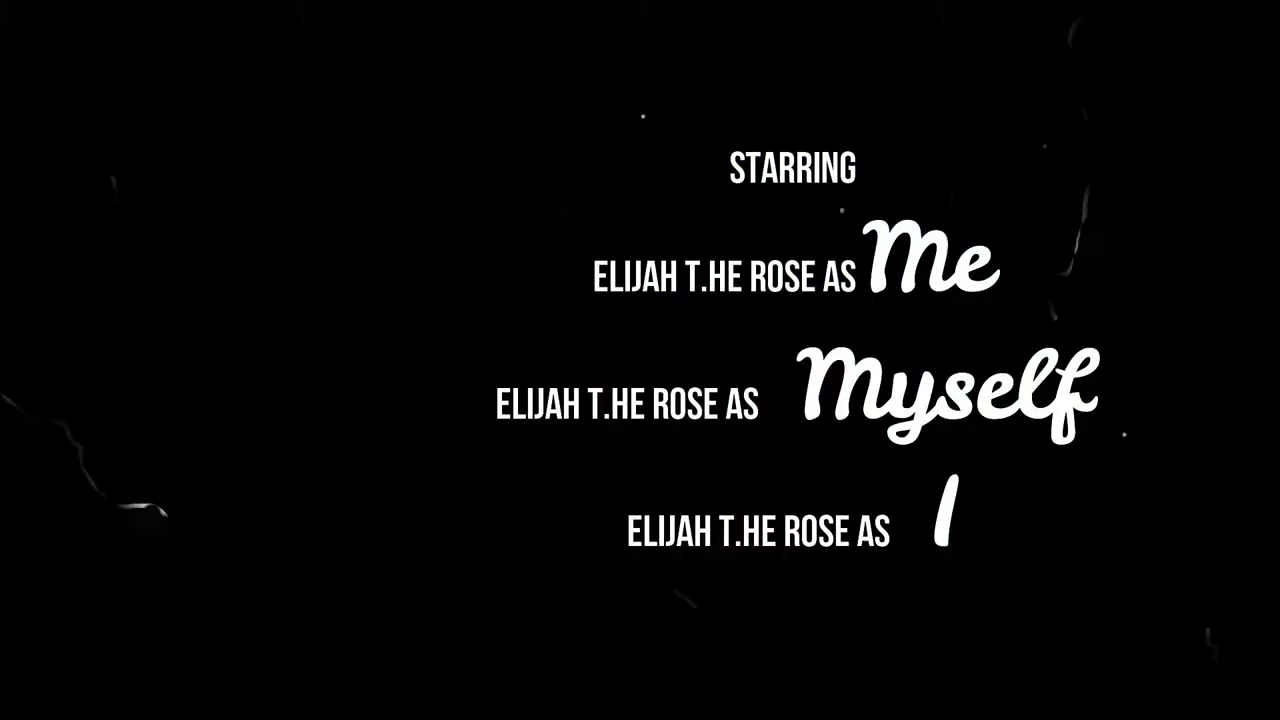 STARRING
ELIJAH T.HE ROSE AS Me
ELIJAH T.HE ROSE AS Myself
ELIJAH T.HE ROSE AS I